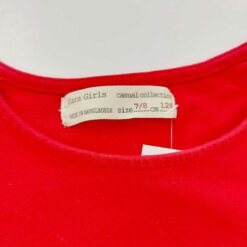 Zara Girls casual collection
MADE IN BANGLADESH size 7/8 CM 128